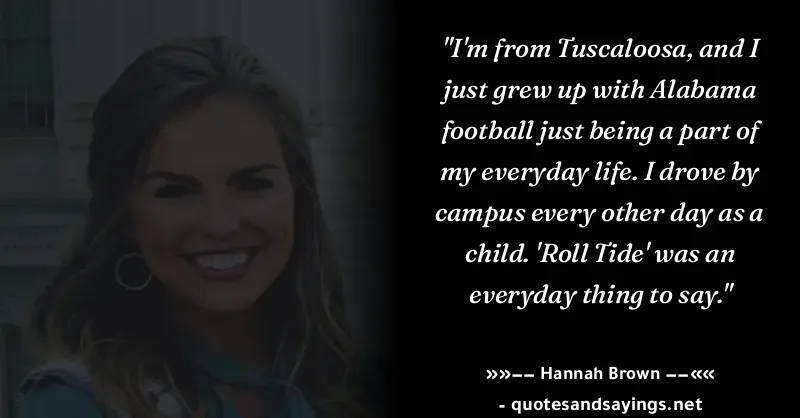 "I'm from Tuscaloosa, and I
just grew up with Alabama
football just being a part of
my everyday life. I drove by
campus every other day as a
child. 'Roll Tide' was an
everyday thing to say."
»»−− Hannah Brown −−««
- quotesandsayings.net